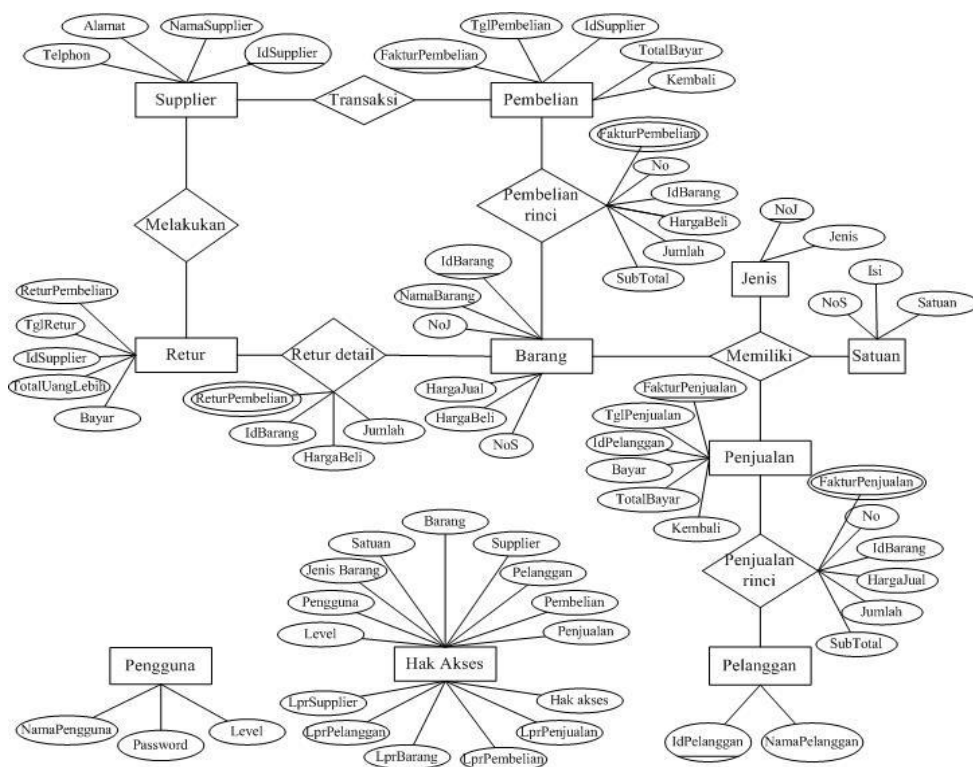 Alamat
NamaSupplier
Telphon
IdSupplier
Supplier
Transaksi
TglPembelian
IdSupplier
FakturPembelian
TotalBayar
Kembali
Pembelian
FakturPembelian
No
Pembelian
rinci
IdBarang
HargaBeli
Jumlah
SubTotal
Melakukan
NoJ
Jenis
Jenis
Isi
NoS
Satuan
Satuan
Memiliki
ReturPembelian
TglRetur
IdSupplier
TotalUangLebih
Bayar
Retur
Retur detail
ReturPembelian
IdBarang
HargaBeli
Jumlah
IdBarang
NamaBarang
NoJ
Barang
HargaJual
HargaBeli
NoS
FakturPenjualan
TglPenjualan
IdPelanggan
Bayar
TotalBayar
Kembali
Penjualan
FakturPenjualan
No
Penjualan
rinci
IdBarang
HargaJual
Jumlah
SubTotal
Pelanggan
IdPelanggan
NamaPelanggan
Barang
Satuan
Supplier
Jenis Barang
Pelanggan
Pengguna
Pembelian
Level
Penjualan
Hak Akses
LprSupplier
Hak akses
LprPelanggan
LprPenjualan
LprBarang
LprPembelian
Pengguna
NamaPengguna
Password
Level